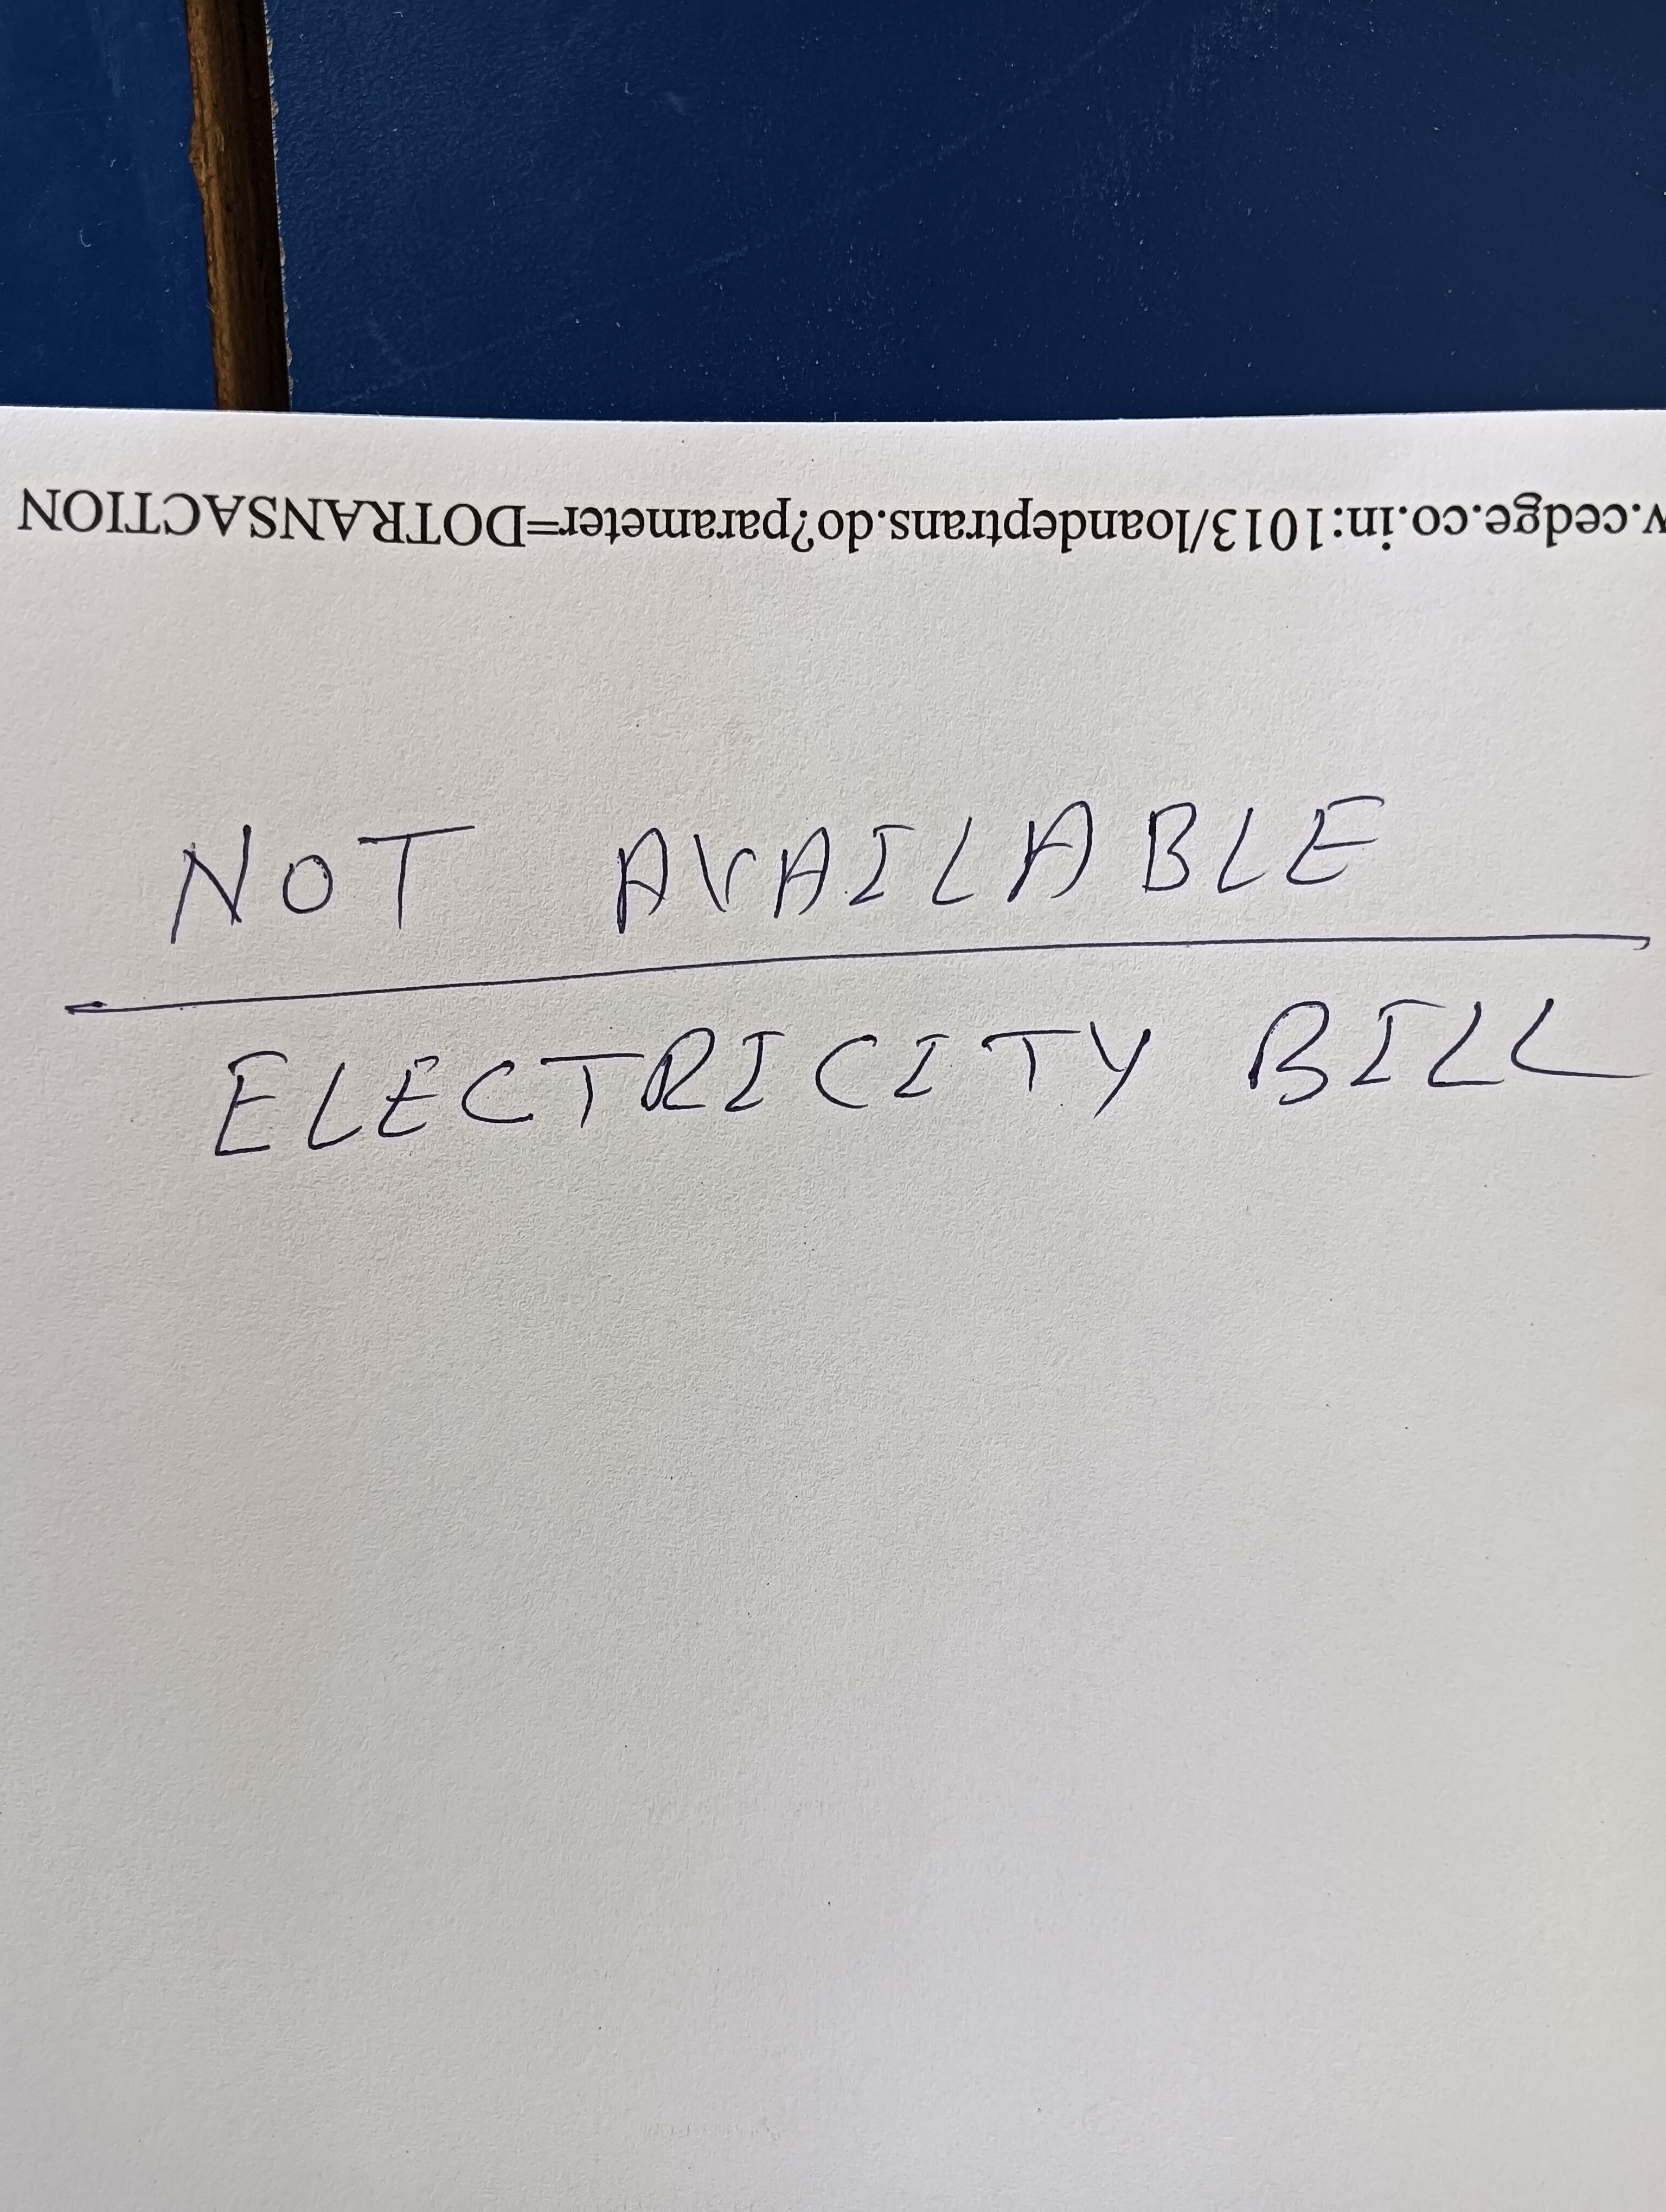 v.cedge.co.in:1013/loandeptrans.do?parameter=DOTRANSACTION
NOT AVAILABLE
ELECTRICITY BILL